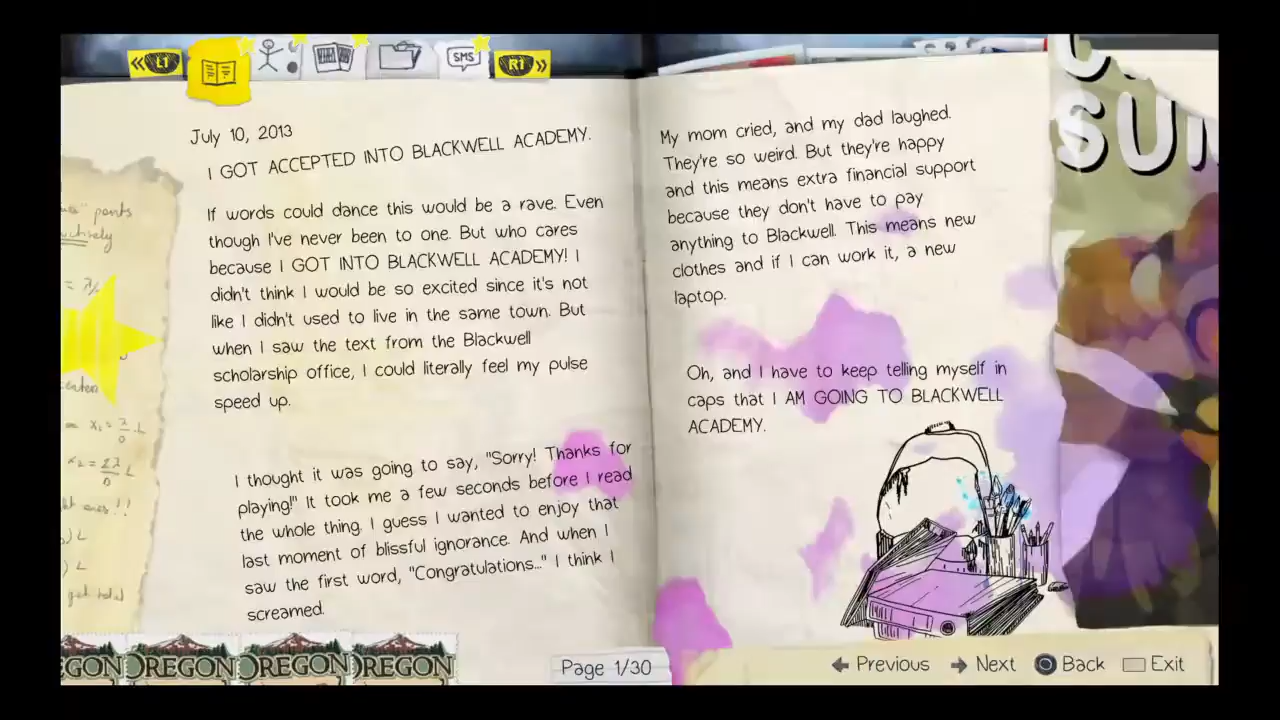 L1
SMS
R1
July 10, 2013
I GOT ACCEPTED INTO BLACKWELL ACADEMY.
If words could dance this would be a rave. Even
though I've never been to one. But who cares
because I GOT INTO BLACKWELL ACADEMY! I
didn't think I would be so excited since it's not
like I didn't used to live in the same town. But
when I saw the text from the Blackwell
scholarship office, I could literally feel my pulse
speed up.
I thought it was going to say, "Sorry! Thanks for
playing!" It took me a few seconds before I read
the whole thing. I guess I wanted to enjoy that
last moment of blissful ignorance. And when I
saw the first word, "Congratulations..." I think I
screamed.
My mom cried, and my dad laughed.
They're so weird. But they're happy
and this means extra financial support
because they don't have to pay
anything to Blackwell. This means new
clothes and if I can work it, a new
laptop.
Oh, and I have to keep telling myself in
caps that I AM GOING TO BLACKWELL
ACADEMY.
EGON OREGON OREGON OREGON
Page 1/30
Previous Next Back Exit